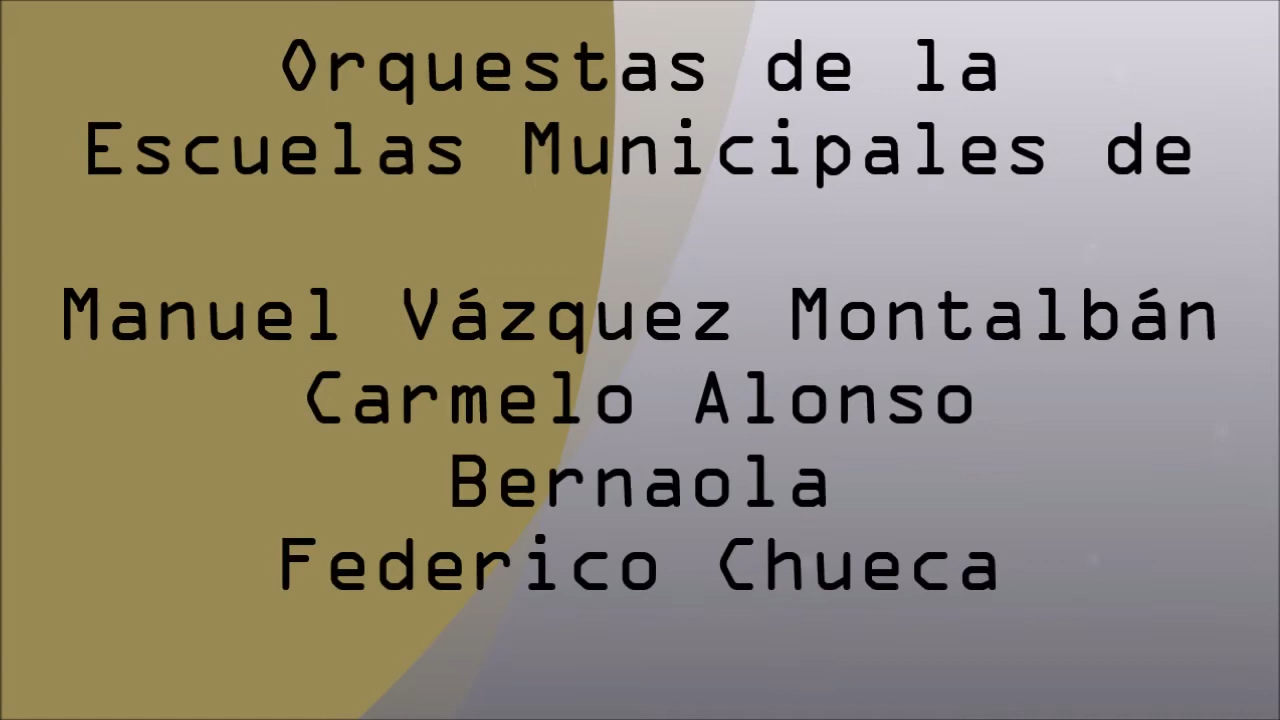 Orquestas de la
Escuelas Municipales de
Manuel Vázquez Montalbán
Carmelo Alonso
Bernaola
Federico Chueca